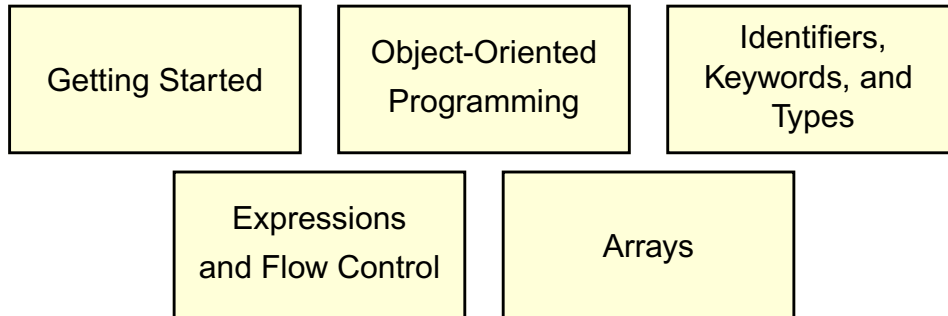 Getting Started
Object-Oriented
Programming
Identifiers,
Keywords, and
Types
Expressions
and Flow Control
Arrays